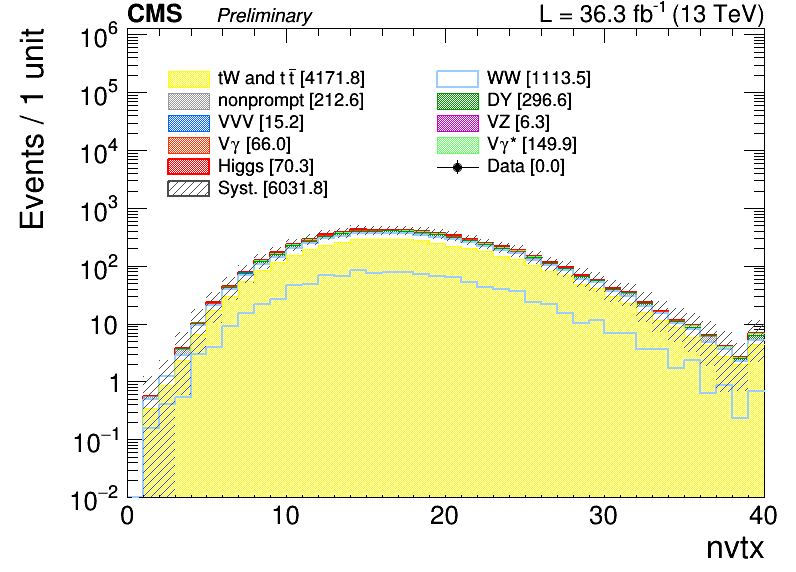 CMS Preliminary L = 36.3 fb⁻¹ (13 TeV)
Events / 1 unit
10⁶
10⁵
10⁴
10³
10²
10
1
10⁻¹
10⁻²
tW and tt̅ [4171.8]
WW [1113.5]
nonprompt [212.6]
DY [296.6]
VVV [15.2]
VZ [6.3]
Vγ [66.0]
Vγ* [149.9]
Higgs [70.3]
Data [0.0]
Syst. [6031.8]
0 10 20 30 40
nvtx